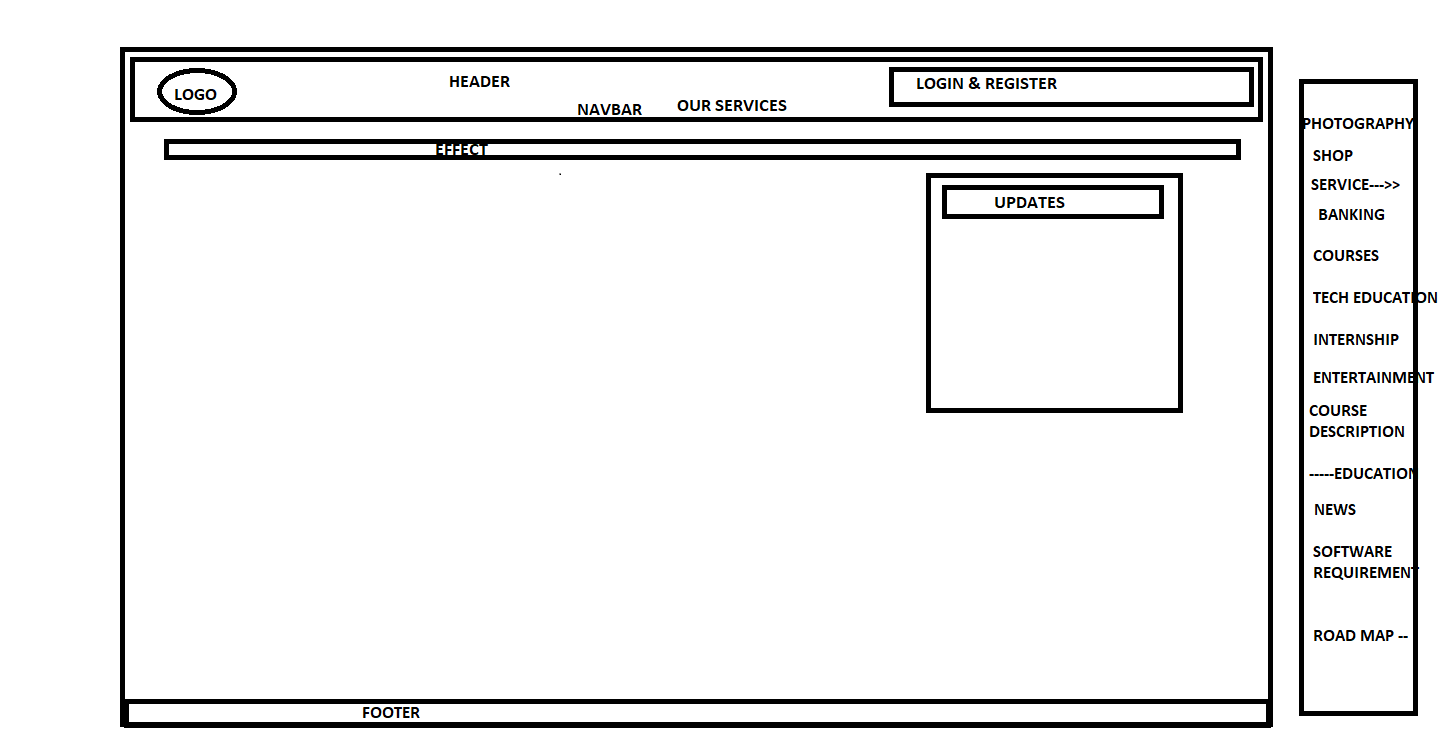 LOGO
HEADER
NAVBAR
OUR SERVICES
LOGIN & REGISTER
EFFECT
UPDATES
FOOTER
PHOTOGRAPHY
SHOP
SERVICE--->>
BANKING
COURSES
TECH EDUCATION
INTERNSHIP
ENTERTAINMENT
COURSE
DESCRIPTION
-----EDUCATION
NEWS
SOFTWARE
REQUIREMENT
ROAD MAP --